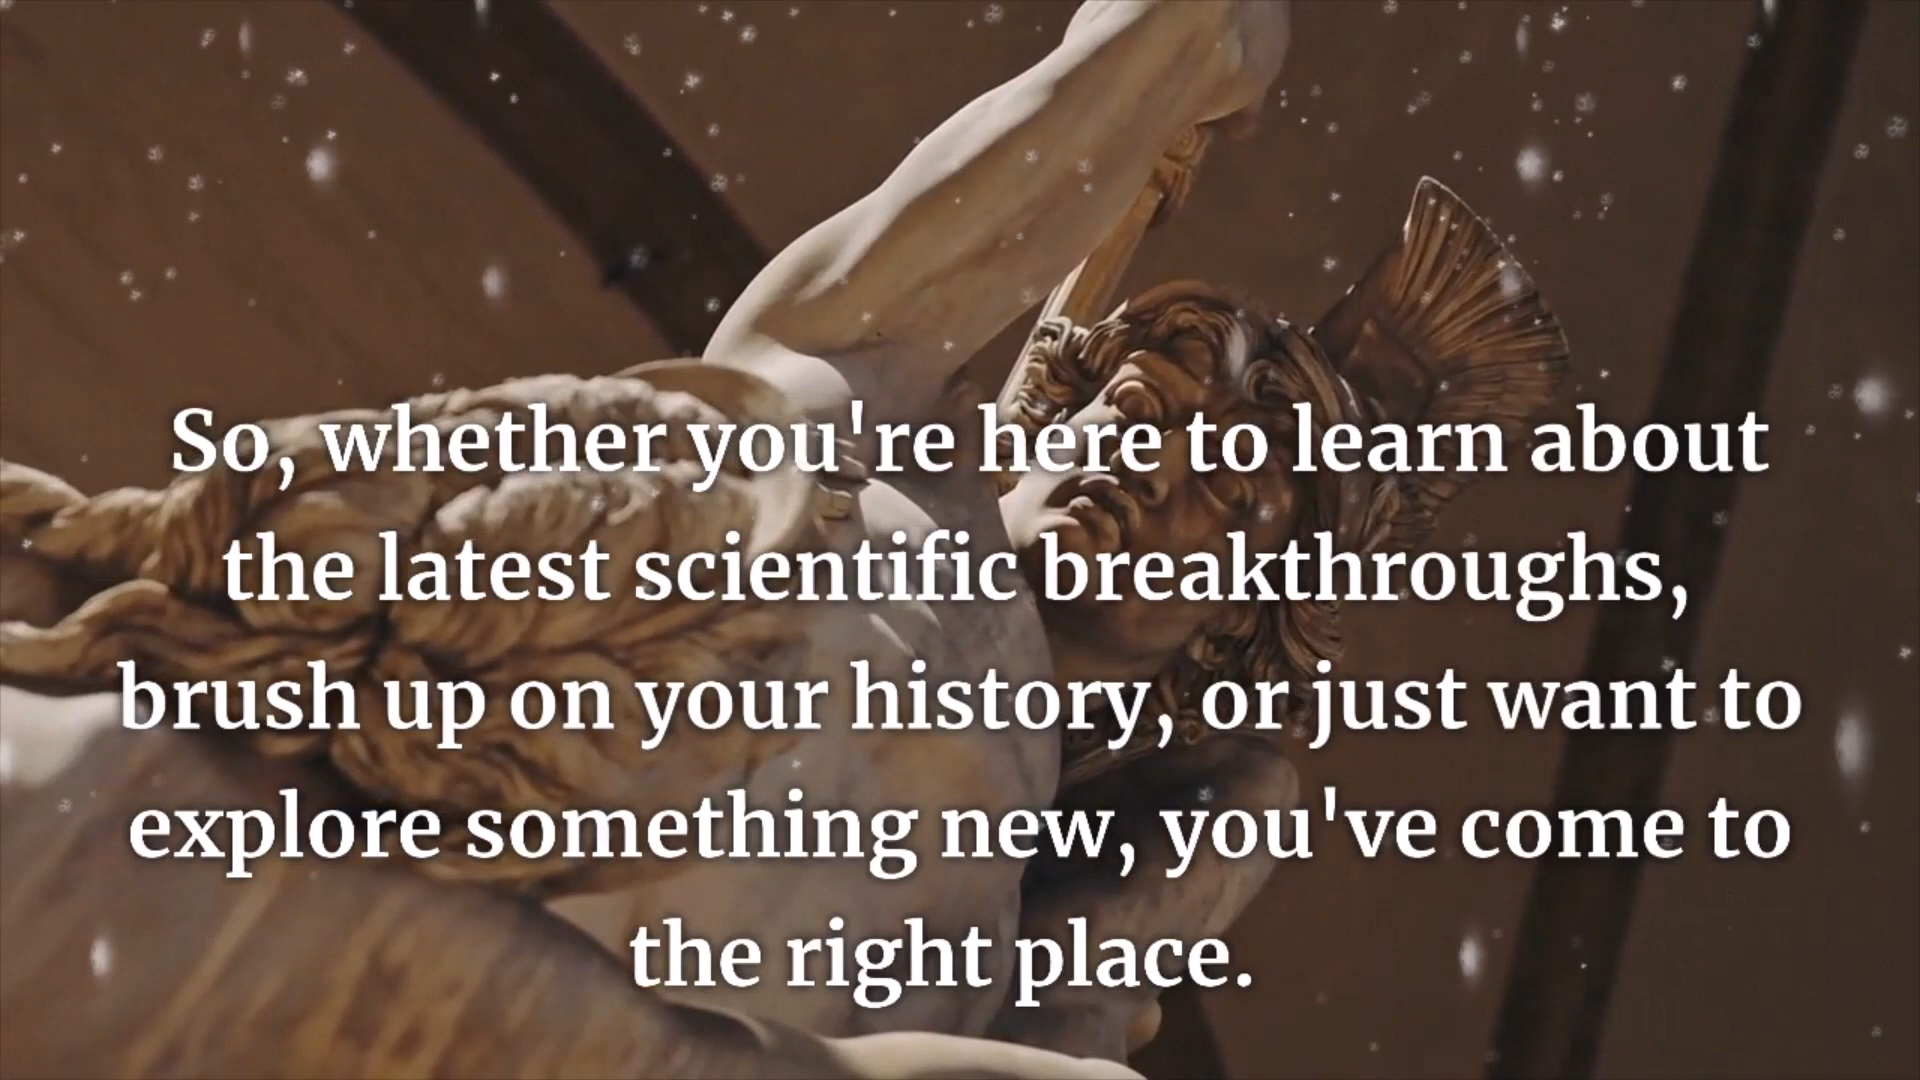 So, whether you're here to learn about
the latest scientific breakthroughs,
brush up on your history, or just want to
explore something new, you've come to
the right place.